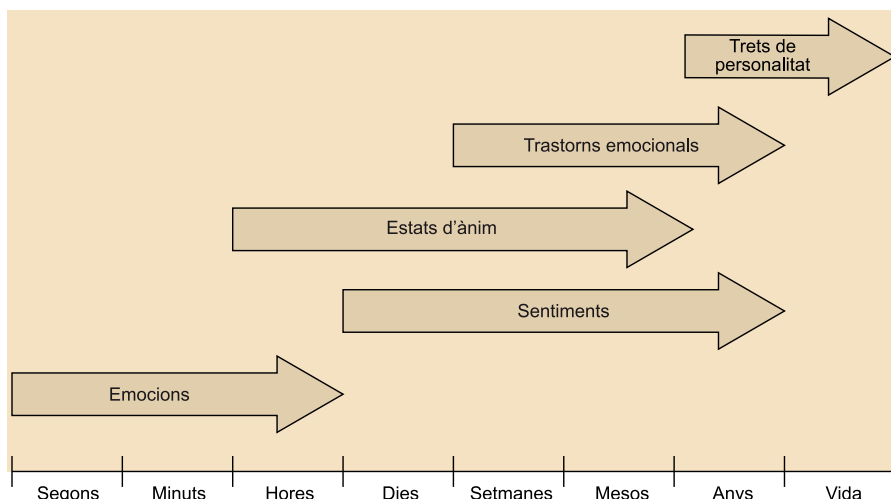 Trets de
personalitat
Trastorns emocionals
Estats d'ànim
Sentiments
Emocions
Segons Minuts Hores Dies Setmanes Mesos Anys Vida